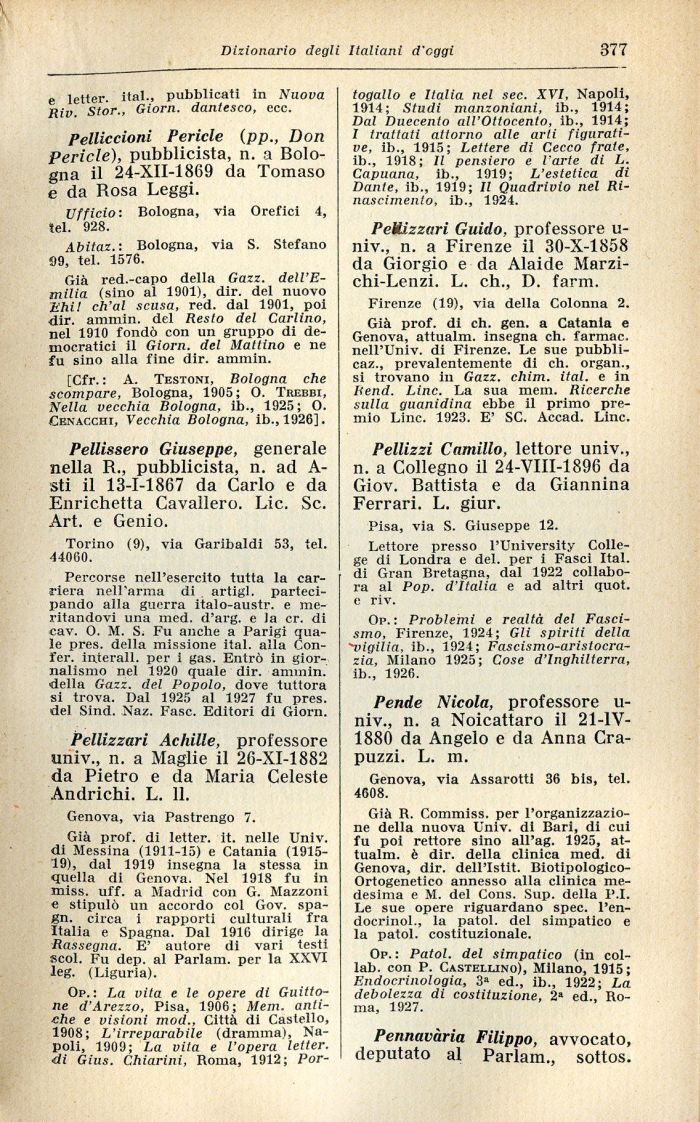 Dizionario degli Italiani d'oggi 377
e letter. ital., pubblicati in Nuova
Riv. Stor., Giorn. dantesco, ecc.
Pelliccioni Pericle (pp., Don
Pericle), pubblicista, n. a Bolo-
gna il 24-XII-1869 da Tomaso
e da Rosa Leggi.
Ufficio: Bologna, via Orefici 4,
tel. 928.
Abitaz.: Bologna, via S. Stefano
99, tel. 1576.
Già red.-capo della Gazz. dell'E-
milia (sino al 1901), dir. del nuovo
Ehi! ch'al scusa, red. dal 1901, poi
dir. ammin. del Resto del Carlino,
nel 1910 fondò con un gruppo di de-
mocratici il Giorn. del Mattino e ne
fu sino alla fine dir. ammin.
[Cfr.: A. TESTONI, Bologna che
scompare, Bologna, 1905; O. TREBBI,
Nella vecchia Bologna, ib., 1925; O.
CENACCHI, Vecchia Bologna, ib., 1926].
Pellissero Giuseppe, generale
nella R., pubblicista, n. ad A-
sti il 13-I-1867 da Carlo e da
Enrichetta Cavallero. Lic. Sc.
Art. e Genio.
Torino (9), via Garibaldi 53, tel.
44060.
Percorse nell'esercito tutta la car-
riera nell'arma di artigl. parteci-
pando alla guerra italo-austr. e me-
ritandovi una med. d'arg. e la cr. di
cav. O. M. S. Fu anche a Parigi qua-
le pres. della missione ital. alla Con-
fer. interall. per i gas. Entrò in gior-
nalismo nel 1920 quale dir. ammin.
della Gazz. del Popolo, dove tuttora
si trova. Dal 1925 al 1927 fu pres.
del Sind. Naz. Fasc. Editori di Giorn.
Pellizzari Achille, professore
univ., n. a Maglie il 26-XI-1882
da Pietro e da Maria Celeste
Andrichi. L. ll.
Genova, via Pastrengo 7.
Già prof. di letter. it. nelle Univ.
di Messina (1911-15) e Catania (1915-
19), dal 1919 insegna la stessa in
quella di Genova. Nel 1918 fu in
miss. uff. a Madrid con G. Mazzoni
e stipulò un accordo col Gov. spa-
gn. circa i rapporti culturali fra
Italia e Spagna. Dal 1916 dirige la
Rassegna. E' autore di vari testi
scol. Fu dep. al Parlam. per la XXVI
leg. (Liguria).
OP.: La vita e le opere di Guitto-
ne d'Arezzo, Pisa, 1906; Mem. anti-
che e visioni mod., Città di Castello,
1908; L'irreparabile (dramma), Na-
poli, 1909; La vita e l'opera letter.
di Gius. Chiarini, Roma, 1912; Por-
togallo e Italia nel sec. XVI, Napoli,
1914; Studi manzoniani, ib., 1914;
Dal Duecento all'Ottocento, ib., 1914;
I trattati attorno alle arti figurati-
ve, ib., 1915; Lettere di Cecco frate,
ib., 1918; Il pensiero e l'arte di L.
Capuana, ib., 1919; L'estetica di
Dante, ib., 1919; Il Quadrivio nel Ri-
nascimento, ib., 1924.
Pellizzari Guido, professore u-
niv., n. a Firenze il 30-X-1858
da Giorgio e da Alaide Marzi-
chi-Lenzi. L. ch., D. farm.
Firenze (19), via della Colonna 2.
Già prof. di ch. gen. a Catania e
Genova, attualm. insegna ch. farmac.
nell'Univ. di Firenze. Le sue pubbli-
caz., prevalentemente di ch. organ.,
si trovano in Gazz. chim. ital. e in
Rend. Linc. La sua mem. Ricerche
sulla guanidina ebbe il primo pre-
mio Linc. 1923. E' SC. Accad. Linc.
Pellizzi Camillo, lettore univ.,
n. a Collegno il 24-VIII-1896 da
Giov. Battista e da Giannina
Ferrari. L. giur.
Pisa, via S. Giuseppe 12.
Lettore presso l'University Colle-
ge di Londra e del. per i Fasci Ital.
di Gran Bretagna, dal 1922 collabo-
ra al Pop. d'Italia e ad altri quot.
e riv.
OP.: Problemi e realtà del Fasci-
smo, Firenze, 1924; Gli spiriti della
vigilia, ib., 1924; Fascismo-aristocra-
zia, Milano 1925; Cose d'Inghilterra,
ib., 1926.
Pende Nicola, professore u-
niv., n. a Noicattaro il 21-IV-
1880 da Angelo e da Anna Cra-
puzzi. L. m.
Genova, via Assarotti 36 bis, tel.
4608.
Già R. Commiss. per l'organizzazio-
ne della nuova Univ. di Bari, di cui
fu poi rettore sino all'ag. 1925, at-
tualm. è dir. della clinica med. di
Genova, dir. dell'Istit. Biotipologico-
Ortogenetico annesso alla clinica me-
desima e M. del Cons. Sup. della P.I.
Le sue opere riguardano spec. l'en-
docrinol., la patol. del simpatico e
la patol. costituzionale.
OP.: Patol. del simpatico (in col-
lab. con P. CASTELLINO), Milano, 1915;
Endocrinologia, 3ª ed., ib., 1922; La
debolezza di costituzione, 2ª ed., Ro-
ma, 1927.
Pennavària Filippo, avvocato,
deputato al Parlam., sottos.